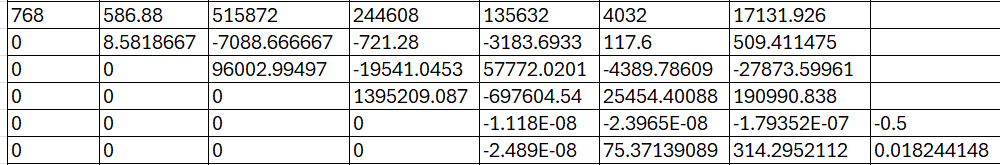 768 586.88 515872 244608 135632 4032 17131.926
0 8.5818667 -7088.666667 -721.28 -3183.6933 117.6 509.411475
0 0 96002.99497 -19541.0453 57772.0201 -4389.78609 -27873.59961
0 0 0 1395209.087 -697604.54 25454.40088 190990.838
0 0 0 0 -1.118E-08 -2.3965E-08 -1.79352E-07 -0.5
0 0 0 0 -2.489E-08 75.37139089 314.2952112 0.018244148